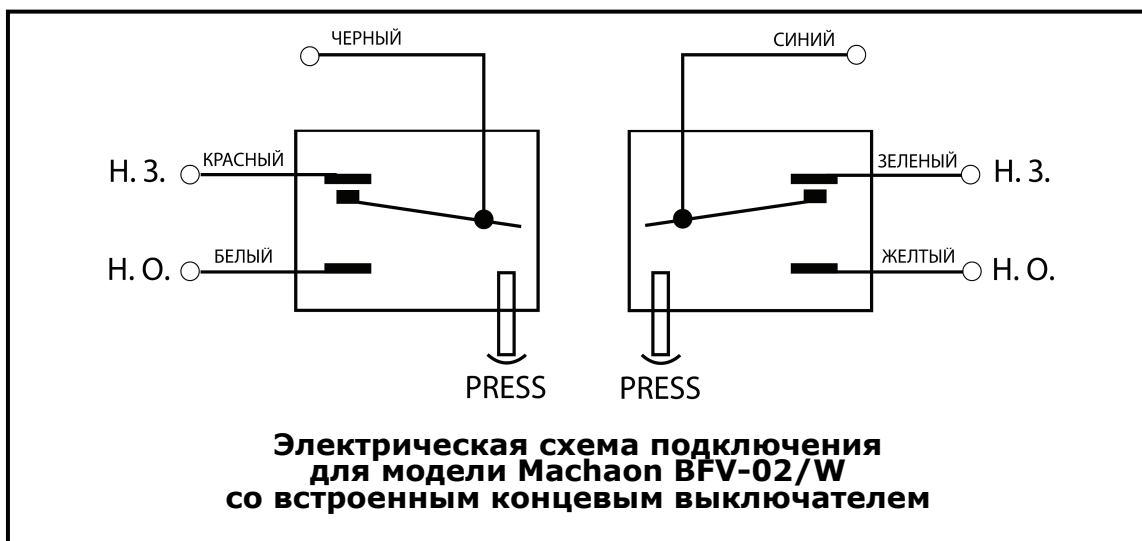 ЧЕРНЫЙ
СИНИЙ
Н. З.
КРАСНЫЙ
ЗЕЛЕНЫЙ
Н. З.
Н. О.
БЕЛЫЙ
ЖЕЛТЫЙ
Н. О.
PRESS
PRESS
Электрическая схема подключения
для модели Machaon BFV-02/W
со встроенным концевым выключателем